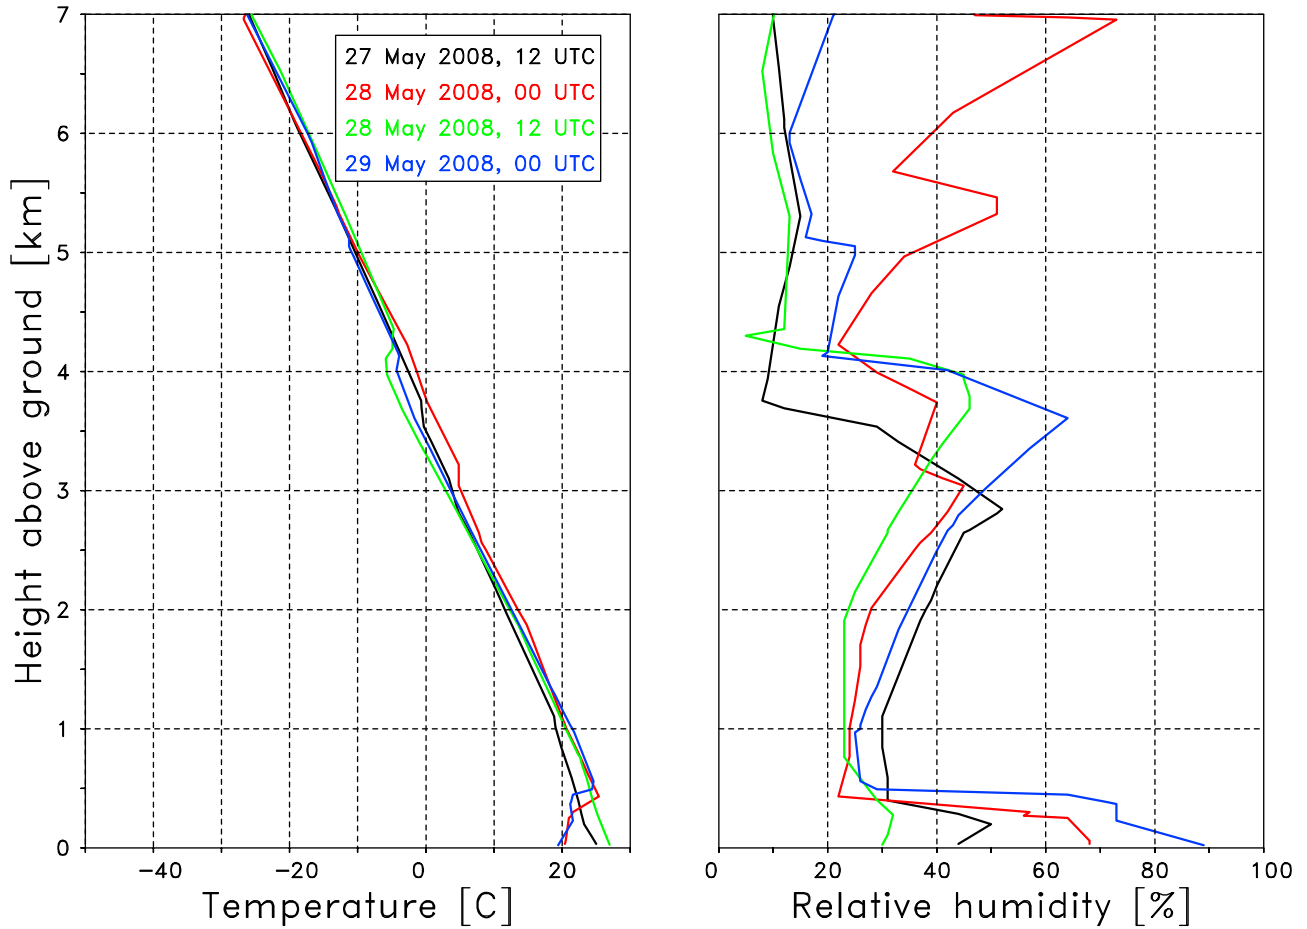 7
6
5
4
3
2
1
0
Height above ground [km]
27 May 2008, 12 UTC
28 May 2008, 00 UTC
28 May 2008, 12 UTC
29 May 2008, 00 UTC
−40 −20 0 20
Temperature [C]
0 20 40 60 80 100
Relative humidity [%]